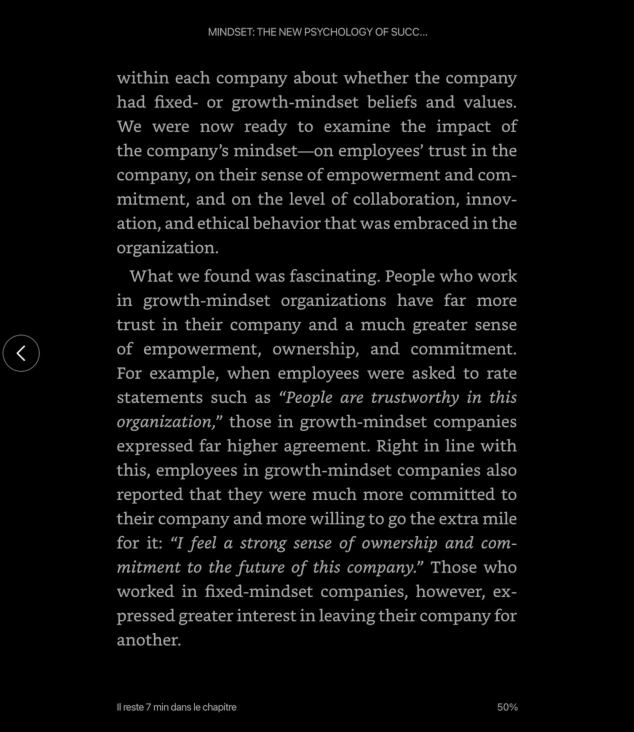 MINDSET: THE NEW PSYCHOLOGY OF SUCC...
within each company about whether the company
had fixed- or growth-mindset beliefs and values.
We were now ready to examine the impact of
the company's mindset—on employees' trust in the
company, on their sense of empowerment and com-
mitment, and on the level of collaboration, innov-
ation, and ethical behavior that was embraced in the
organization.
What we found was fascinating. People who work
in growth-mindset organizations have far more
trust in their company and a much greater sense
of empowerment, ownership, and commitment.
For example, when employees were asked to rate
statements such as “People are trustworthy in this
organization,” those in growth-mindset companies
expressed far higher agreement. Right in line with
this, employees in growth-mindset companies also
reported that they were much more committed to
their company and more willing to go the extra mile
for it: “I feel a strong sense of ownership and com-
mitment to the future of this company.” Those who
worked in fixed-mindset companies, however, ex-
pressed greater interest in leaving their company for
another.
Il reste 7 min dans le chapitre
50%